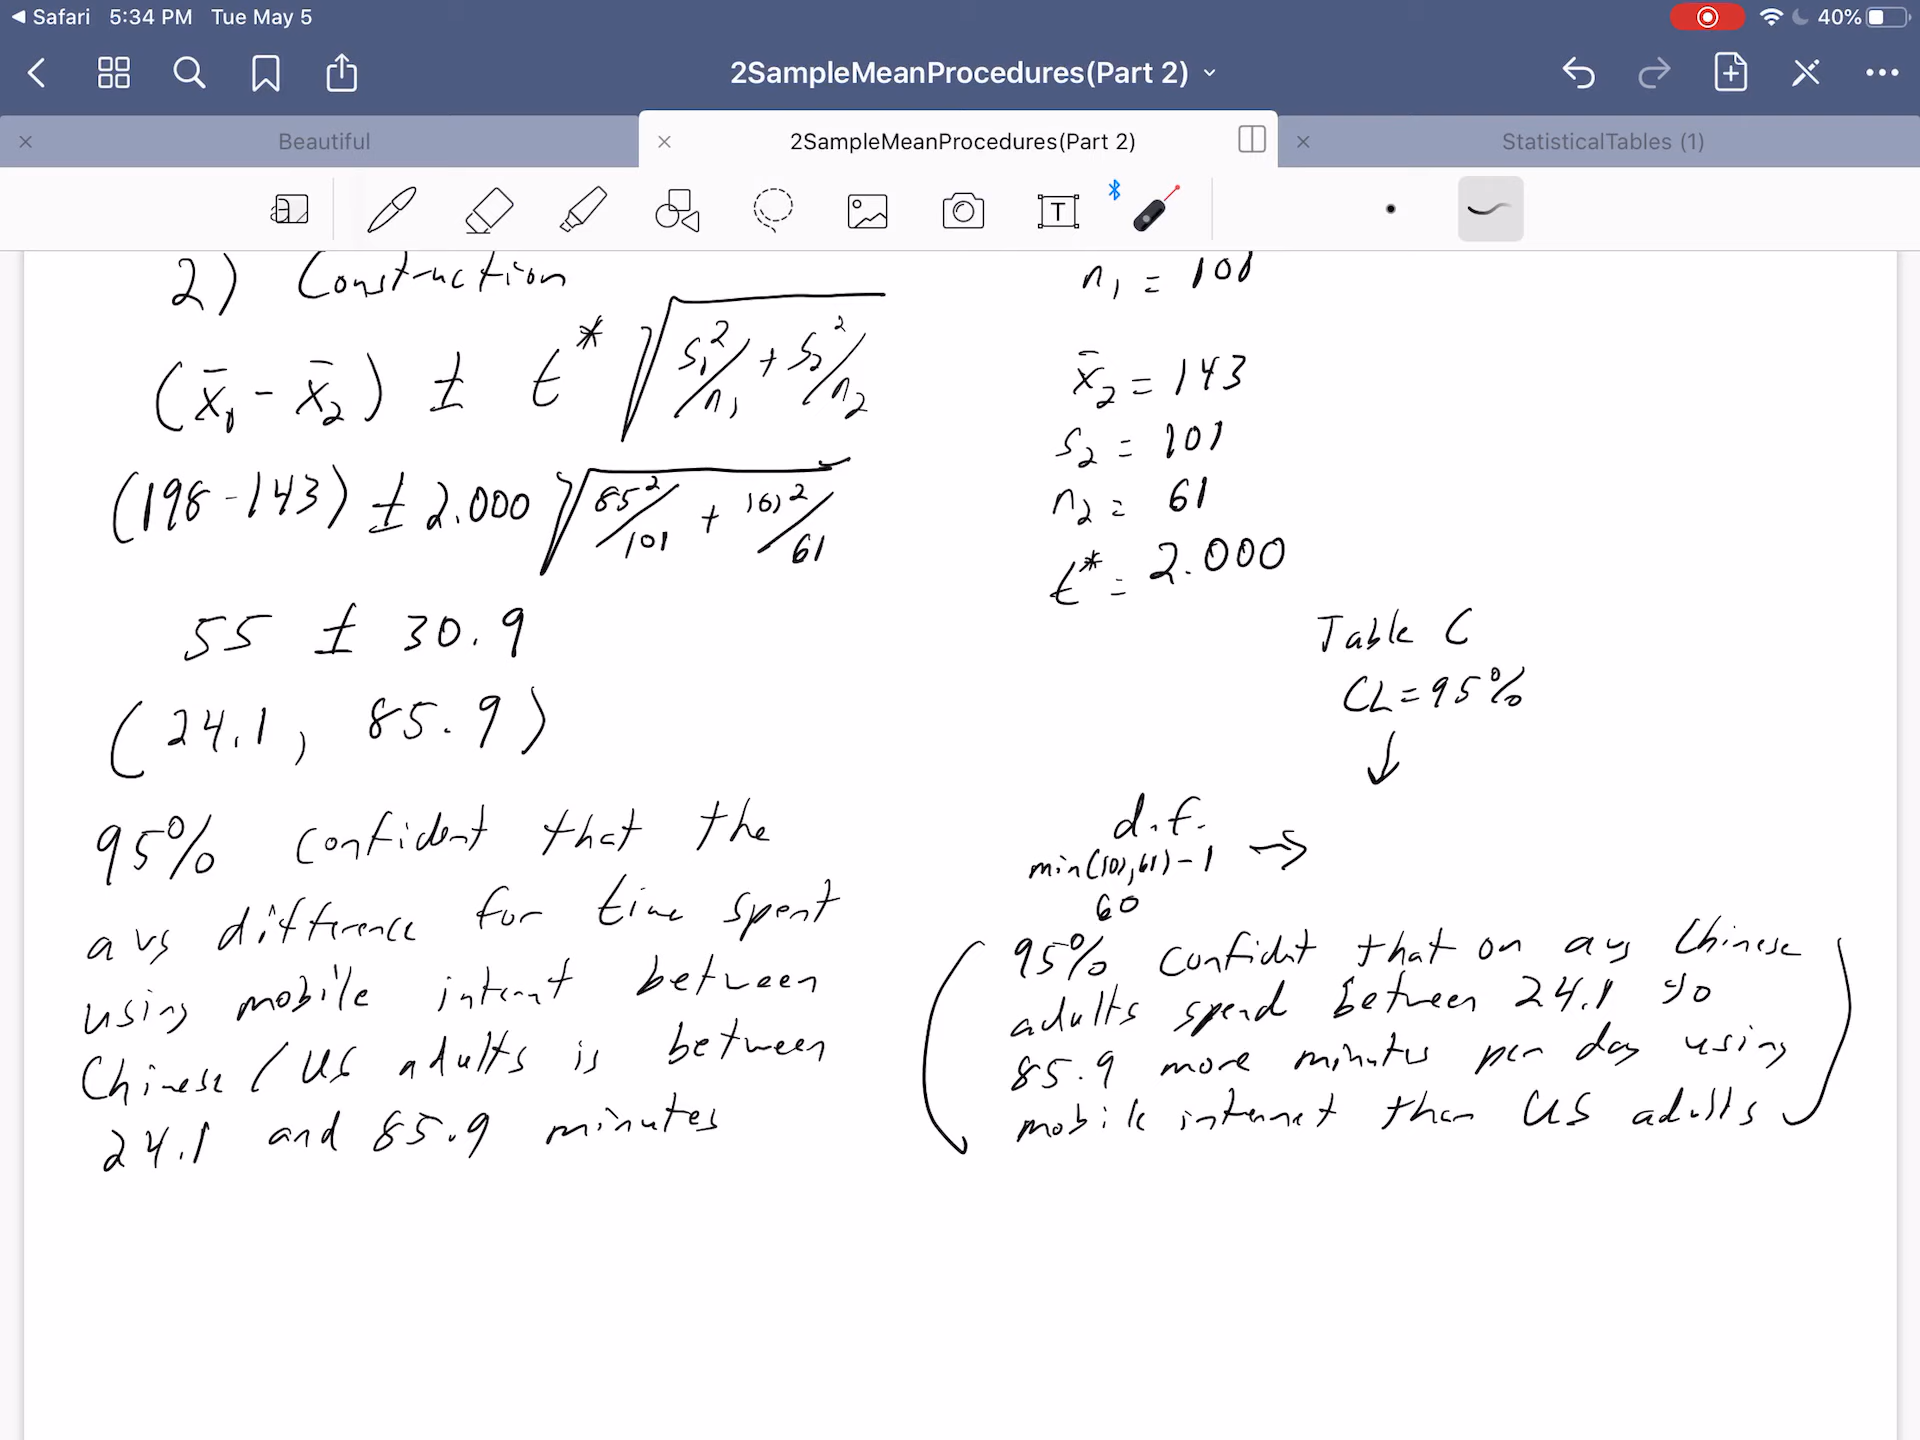 Safari 5:34 PM Tue May 5
40%
2SampleMeanProcedures(Part 2)
Beautiful
2SampleMeanProcedures(Part 2)
StatisticalTables (1)
2) Construction
(x̄₁ - x̄₂) ± t* √(s₁²/n₁ + s₂²/n₂)
(198 - 143) ± 2.000 √(85²/101 + 101²/61)
55 ± 30.9
(24.1, 85.9)
95% confident that the
avg difference for time spent
using mobile internt between
Chinese / US adults is between
24.1 and 85.9 minutes
n₁ = 101
x̄₂ = 143
s₂ = 101
n₂ = 61
t* = 2.000
Table C
CL = 95%
↓
d.f. →
min(101,61) - 1
60
(95% confident that on avg Chinese
adults spend between 24.1 to
85.9 more minutes per day using
mobile internet than US adults)